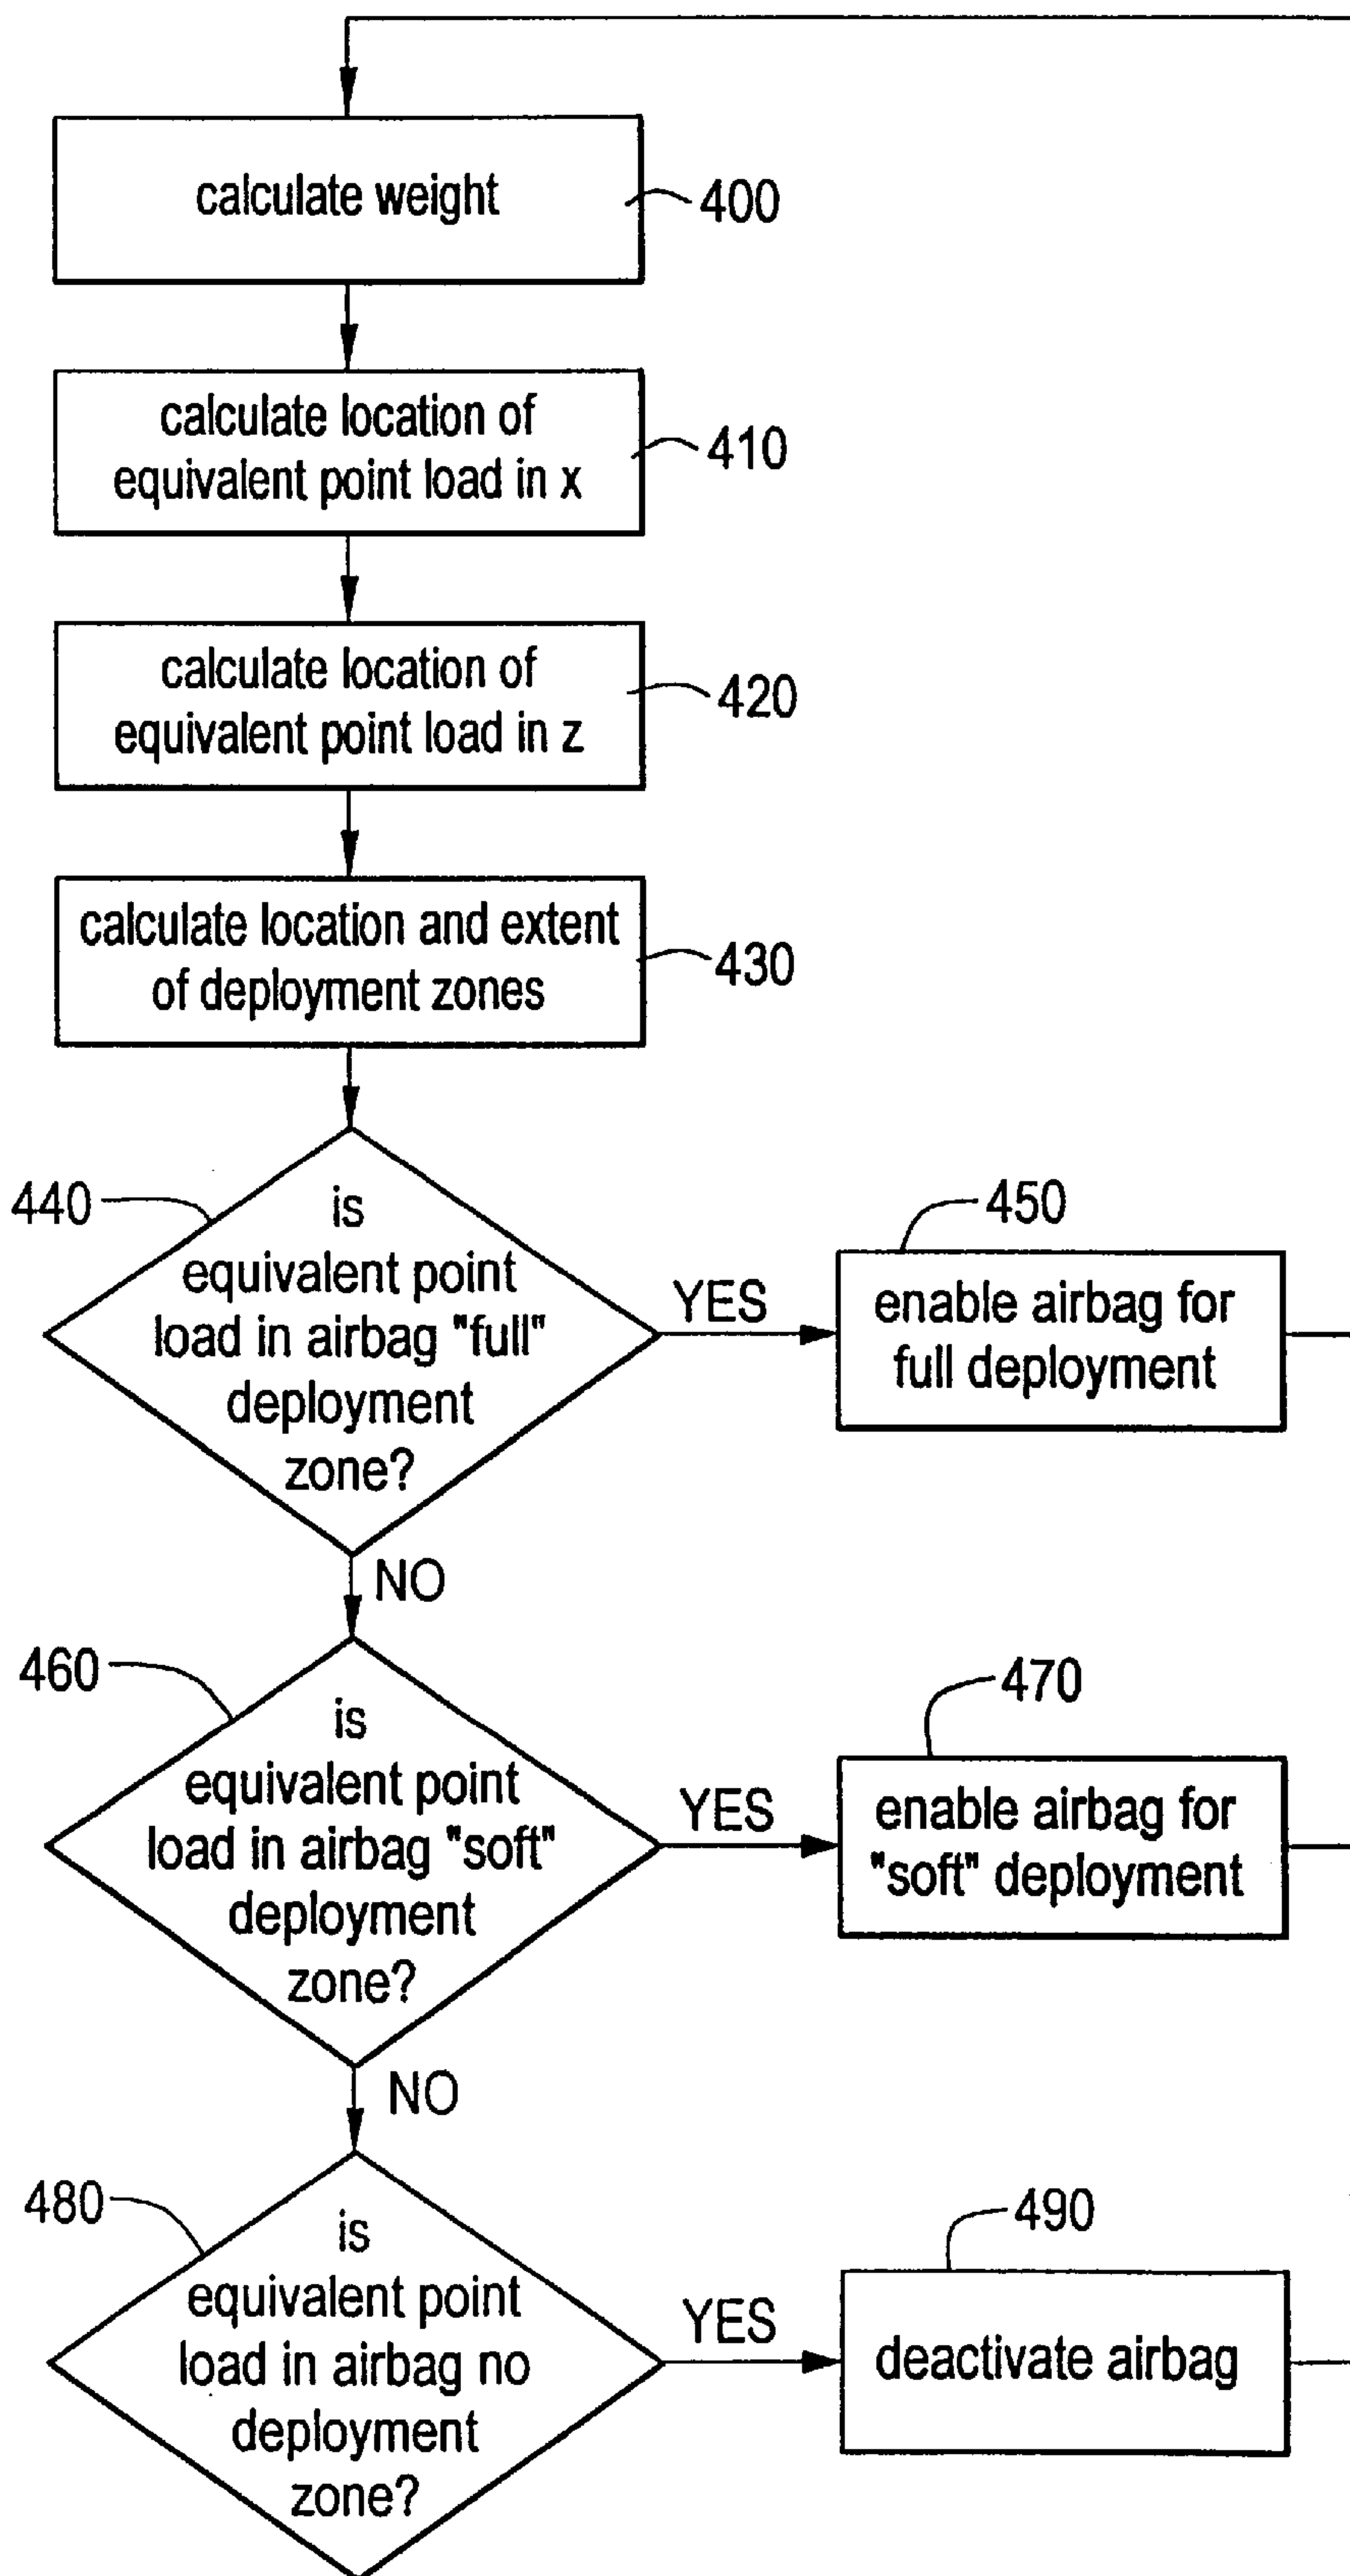 calculate weight
400
calculate location of
equivalent point load in x
410
calculate location of
equivalent point load in z
420
calculate location and extent
of deployment zones
430
440
is
equivalent point
load in airbag "full"
deployment
zone?
YES
450
enable airbag for
full deployment
NO
460
is
equivalent point
load in airbag "soft"
deployment
zone?
YES
470
enable airbag for
"soft" deployment
NO
480
is
equivalent point
load in airbag no
deployment
zone?
YES
490
deactivate airbag